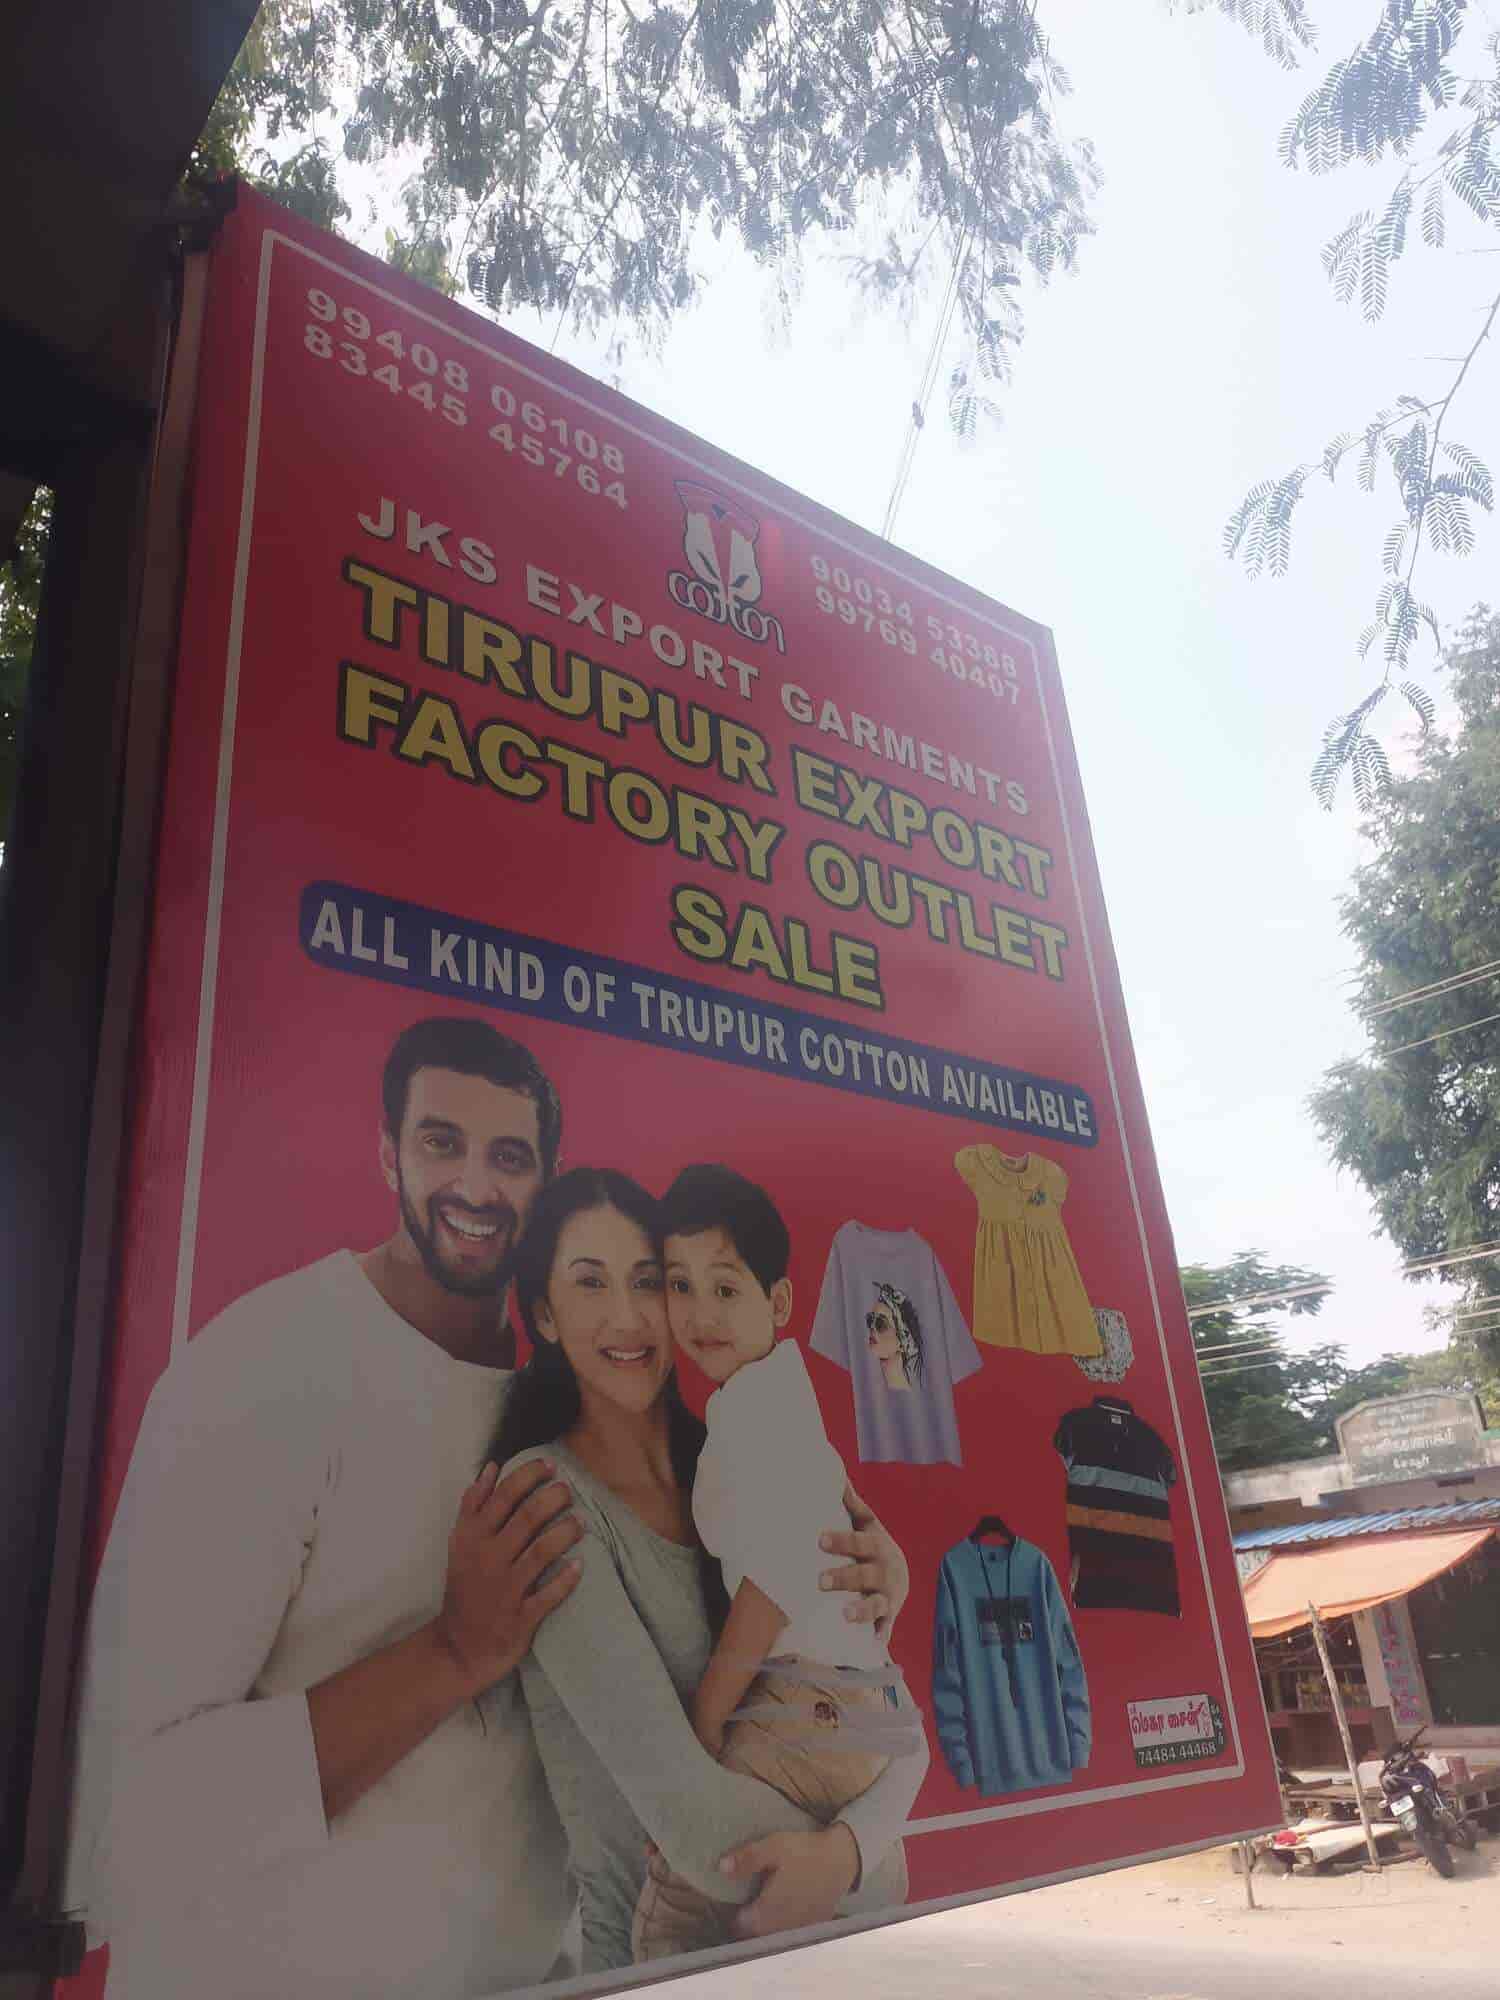 99408 06108
83445 45764
cotton
90034 53388
99769 40407
JKS EXPORT GARMENTS
TIRUPUR EXPORT
FACTORY OUTLET
SALE
ALL KIND OF TRUPUR COTTON AVAILABLE
மெகா சைன்
74484 44468